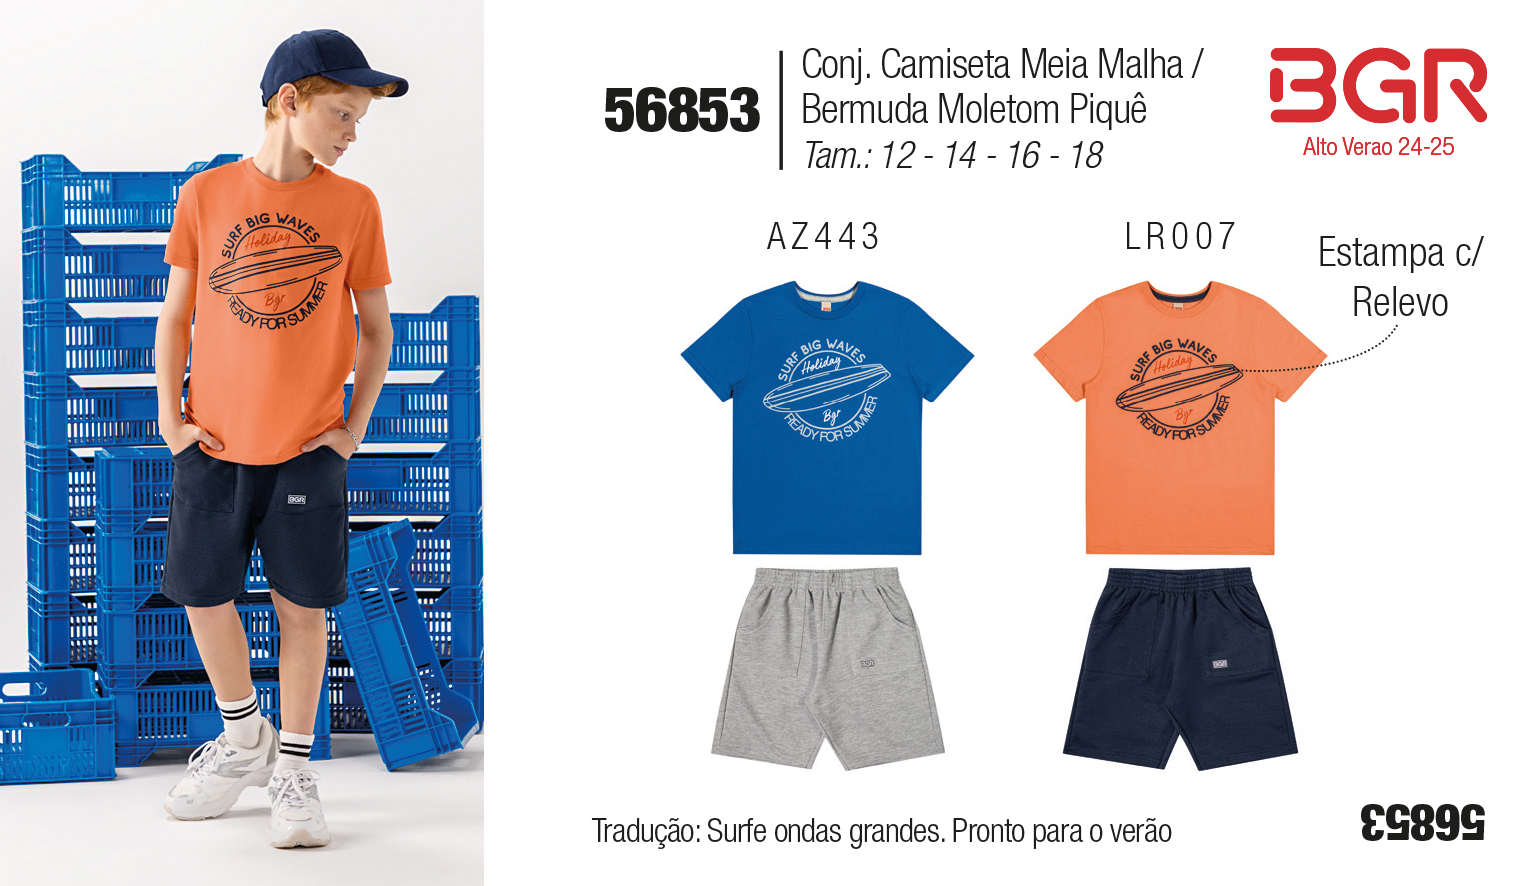 56853
Conj. Camiseta Meia Malha /
Bermuda Moletom Piquê
Tam.: 12 - 14 - 16 - 18
BGR
Alto Verao 24-25
SURF BIG WAVES
Holiday
Bgr
READY FOR SUMMER
BGR
AZ443
SURF BIG WAVES
Holiday
Bgr
READY FOR SUMMER
LR007
SURF BIG WAVES
Holiday
Bgr
READY FOR SUMMER
BGR
Estampa c/
Relevo
Tradução: Surfe ondas grandes. Pronto para o verão
56853